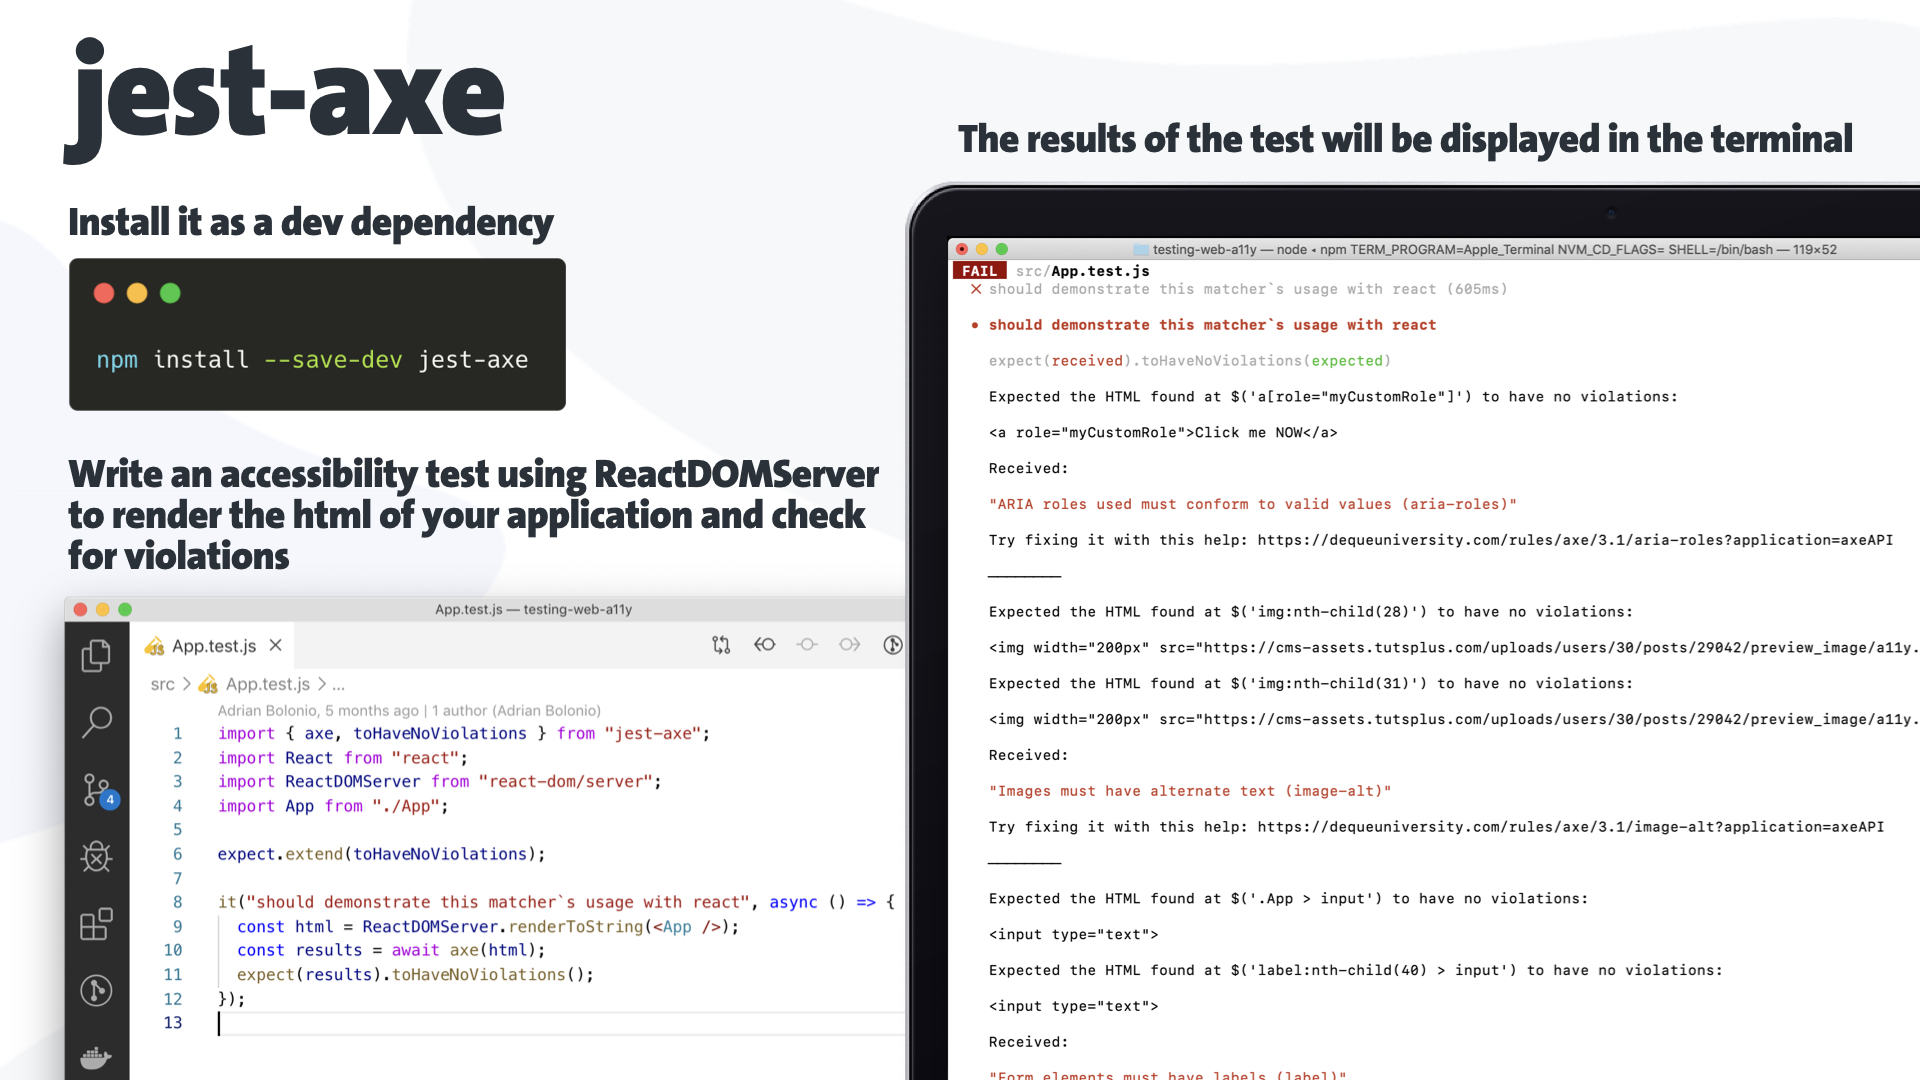 jest-axe
Install it as a dev dependency
npm install --save-dev jest-axe
Write an accessibility test using ReactDOMServer
to render the html of your application and check
for violations
App.test.js — testing-web-a11y
App.test.js
src > App.test.js > ...
Adrian Bolonio, 5 months ago | 1 author (Adrian Bolonio)
1 import { axe, toHaveNoViolations } from "jest-axe";
2 import React from "react";
3 import ReactDOMServer from "react-dom/server";
4 import App from "./App";
5
6 expect.extend(toHaveNoViolations);
7
8 it("should demonstrate this matcher`s usage with react", async () => {
9 const html = ReactDOMServer.renderToString(<App />);
10 const results = await axe(html);
11 expect(results).toHaveNoViolations();
12 });
13
4
The results of the test will be displayed in the terminal
testing-web-a11y — node ◂ npm TERM_PROGRAM=Apple_Terminal NVM_CD_FLAGS= SHELL=/bin/bash — 119×52
FAIL src/App.test.js
✕ should demonstrate this matcher`s usage with react (605ms)
● should demonstrate this matcher`s usage with react
expect(received).toHaveNoViolations(expected)
Expected the HTML found at $('a[role="myCustomRole"]') to have no violations:
<a role="myCustomRole">Click me NOW</a>
Received:
"ARIA roles used must conform to valid values (aria-roles)"
Try fixing it with this help: https://dequeuniversity.com/rules/axe/3.1/aria-roles?application=axeAPI
────────
Expected the HTML found at $('img:nth-child(28)') to have no violations:
<img width="200px" src="https://cms-assets.tutsplus.com/uploads/users/30/posts/29042/preview_image/a11y.
Expected the HTML found at $('img:nth-child(31)') to have no violations:
<img width="200px" src="https://cms-assets.tutsplus.com/uploads/users/30/posts/29042/preview_image/a11y.
Received:
"Images must have alternate text (image-alt)"
Try fixing it with this help: https://dequeuniversity.com/rules/axe/3.1/image-alt?application=axeAPI
────────
Expected the HTML found at $('.App > input') to have no violations:
<input type="text">
Expected the HTML found at $('label:nth-child(40) > input') to have no violations:
<input type="text">
Received:
"Form elements must have labels (label)"